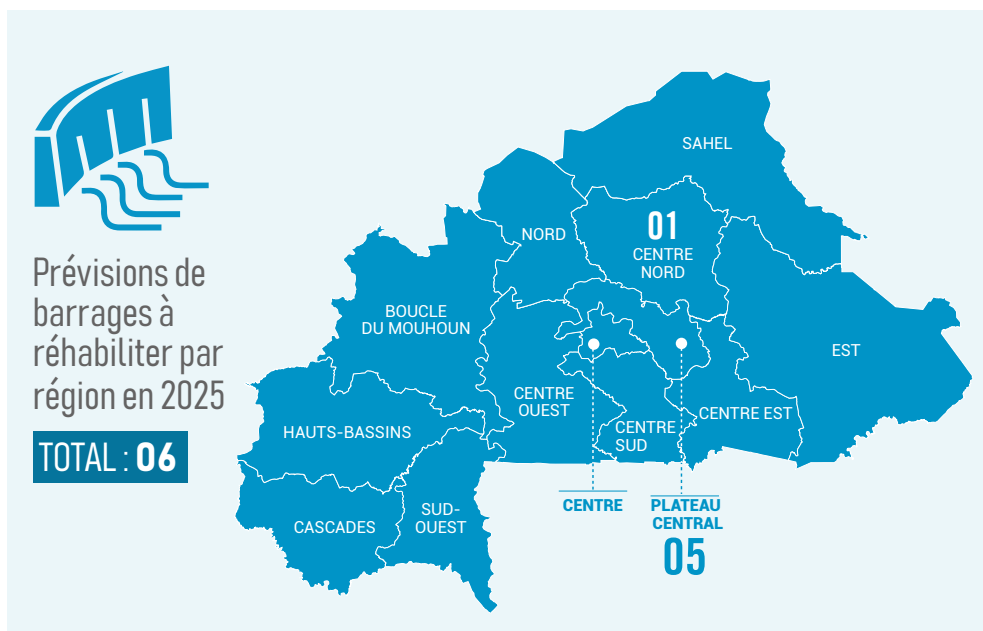 Prévisions de
barrages à
réhabiliter par
région en 2025
TOTAL : 06
SAHEL
NORD
01
CENTRE
NORD
BOUCLE
DU MOUHOUN
EST
CENTRE
OUEST
CENTRE EST
CENTRE
SUD
HAUTS-BASSINS
CASCADES
SUD-
OUEST
CENTRE
PLATEAU
CENTRAL
05